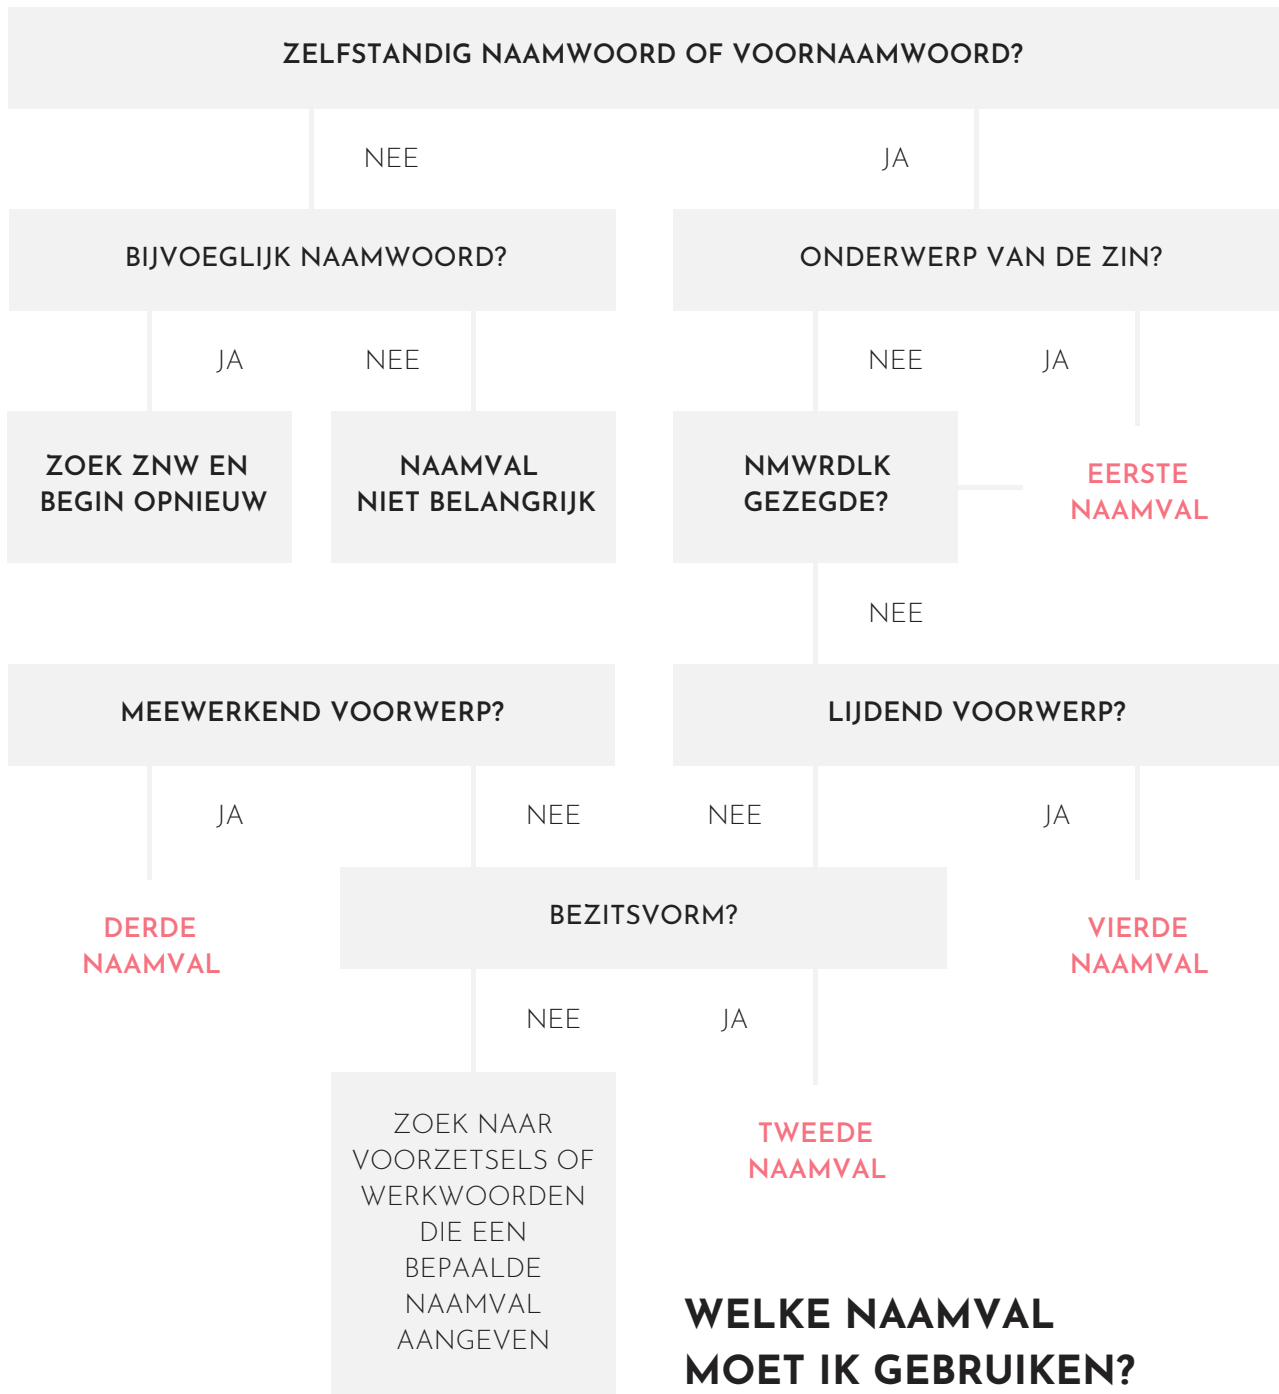 ZELFSTANDIG NAAMWOORD OF VOORNAAMWOORD?
NEE
JA
BIJVOEGLIJK NAAMWOORD?
ONDERWERP VAN DE ZIN?
JA
NEE
NEE
JA
ZOEK ZNW EN
BEGIN OPNIEUW
NAAMVAL
NIET BELANGRIJK
NMWRDLK
GEZEGDE?
EERSTE
NAAMVAL
NEE
MEEWERKEND VOORWERP?
LIJDEND VOORWERP?
JA
NEE
NEE
JA
DERDE
NAAMVAL
BEZITSVORM?
VIERDE
NAAMVAL
NEE
JA
ZOEK NAAR
VOORZETSELS OF
WERKWOORDEN
DIE EEN
BEPAALDE
NAAMVAL
AANGEVEN
TWEEDE
NAAMVAL
WELKE NAAMVAL
MOET IK GEBRUIKEN?